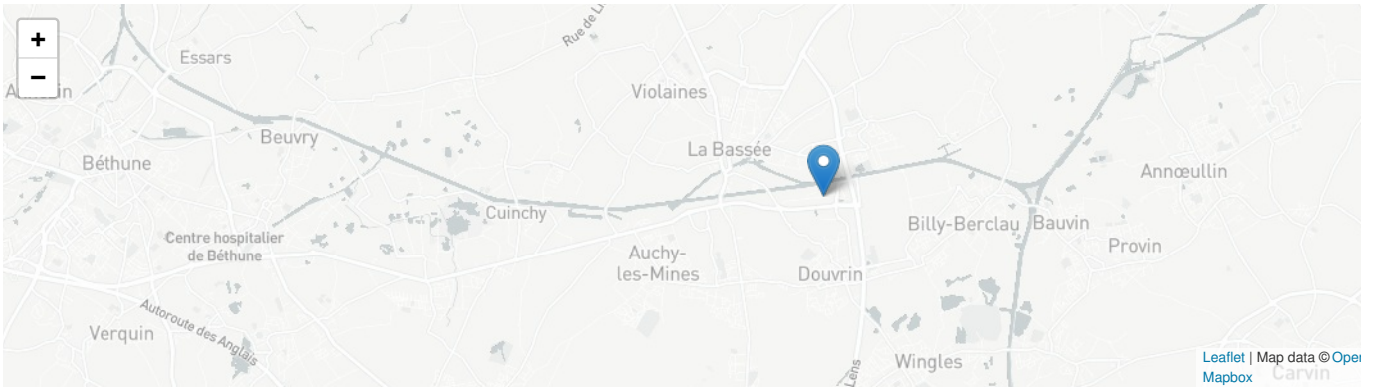 +
−
Essars
Rue de
Violaines
Beuvry
La Bassée
Béthune
Annœullin
Cuinchy
Billy-Berclau
Bauvin
Centre hospitalier
de Béthune
Provin
Auchy-
les-Mines
Douvrin
Autoroute des Anglais
Verquin
Wingles
Lens
Leaflet | Map data © Oper
Mapbox
Carvin